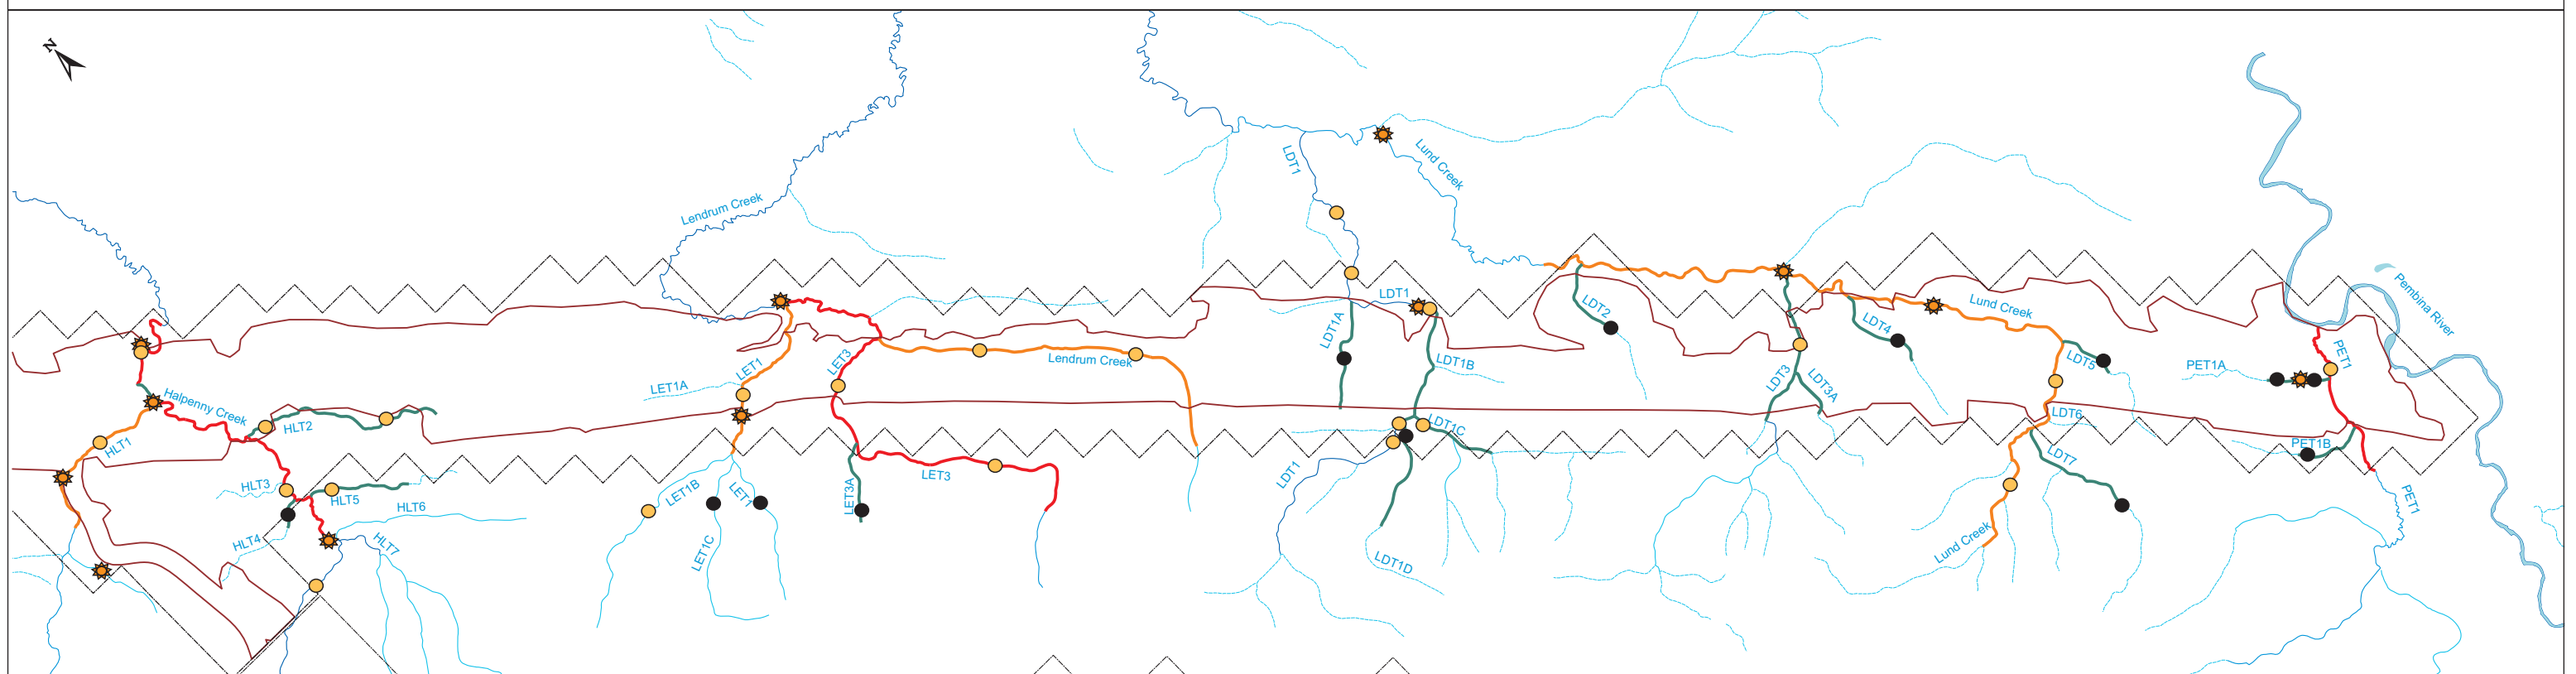 N
Lendrum Creek
LDT1
Lund Creek
Pembina River
LDT1
LDT2
Lund Creek
LDT1A
LDT4
PET1
LET3
Lendrum Creek
LET1
LDT1B
LDT5
PET1A
LET1A
LDT3
LDT3A
Halpenny Creek
HLT2
LDT6
LDT1C
HLT1
PET1B
LDT7
LET3
LDT1
HLT3
HLT5
LET1B
LET1
LET3A
PET1
HLT6
HLT4
HLT7
LET1C
Lund Creek
LDT1D